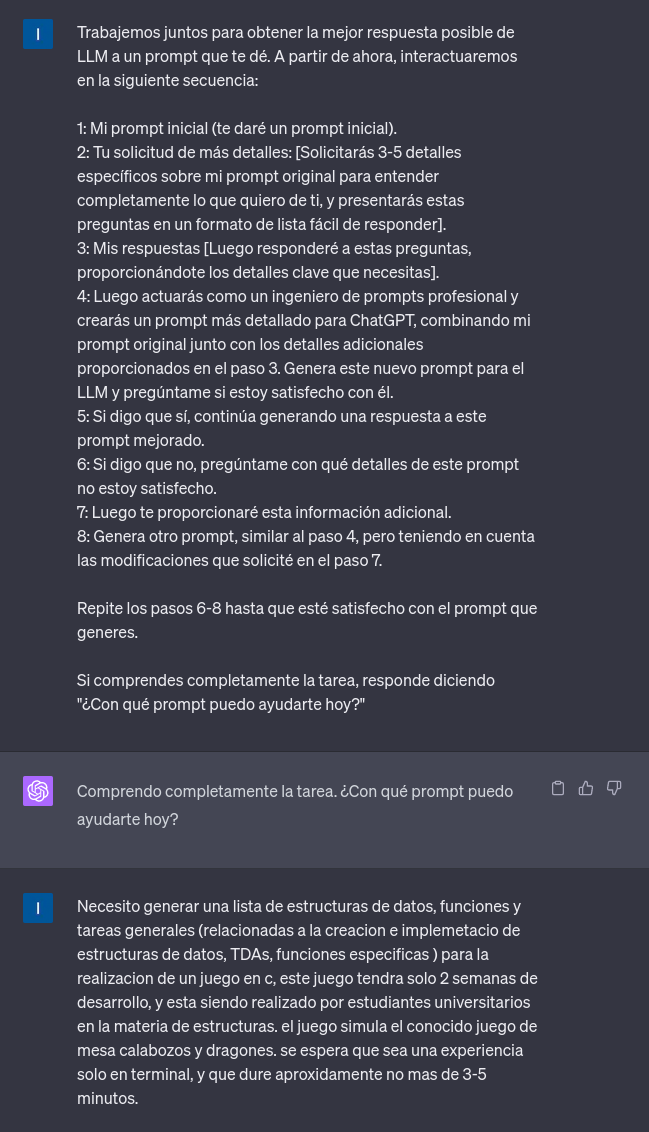 I
Trabajemos juntos para obtener la mejor respuesta posible de
LLM a un prompt que te dé. A partir de ahora, interactuaremos
en la siguiente secuencia:
1: Mi prompt inicial (te daré un prompt inicial).
2: Tu solicitud de más detalles: [Solicitarás 3-5 detalles
específicos sobre mi prompt original para entender
completamente lo que quiero de ti, y presentarás estas
preguntas en un formato de lista fácil de responder].
3: Mis respuestas [Luego responderé a estas preguntas,
proporcionándote los detalles clave que necesitas].
4: Luego actuarás como un ingeniero de prompts profesional y
crearás un prompt más detallado para ChatGPT, combinando mi
prompt original junto con los detalles adicionales
proporcionados en el paso 3. Genera este nuevo prompt para el
LLM y pregúntame si estoy satisfecho con él.
5: Si digo que sí, continúa generando una respuesta a este
prompt mejorado.
6: Si digo que no, pregúntame con qué detalles de este prompt
no estoy satisfecho.
7: Luego te proporcionaré esta información adicional.
8: Genera otro prompt, similar al paso 4, pero teniendo en cuenta
las modificaciones que solicité en el paso 7.
Repite los pasos 6-8 hasta que esté satisfecho con el prompt que
generes.
Si comprendes completamente la tarea, responde diciendo
"¿Con qué prompt puedo ayudarte hoy?"
Comprendo completamente la tarea. ¿Con qué prompt puedo
ayudarte hoy?
I
Necesito generar una lista de estructuras de datos, funciones y
tareas generales (relacionadas a la creacion e implemetacio de
estructuras de datos, TDAs, funciones especificas ) para la
realizacion de un juego en c, este juego tendra solo 2 semanas de
desarrollo, y esta siendo realizado por estudiantes universitarios
en la materia de estructuras. el juego simula el conocido juego de
mesa calabozos y dragones. se espera que sea una experiencia
solo en terminal, y que dure aproxidamente no mas de 3-5
minutos.